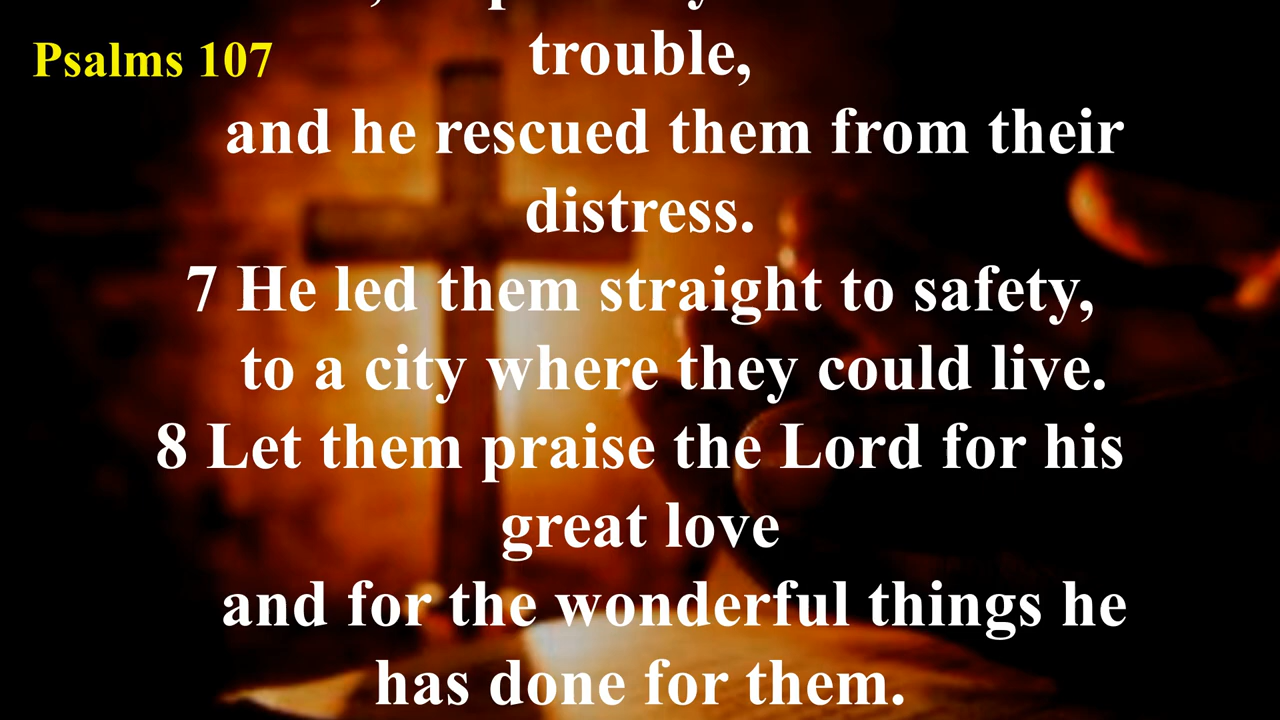 Psalms 107
trouble,
and he rescued them from their
distress.
7 He led them straight to safety,
to a city where they could live.
8 Let them praise the Lord for his
great love
and for the wonderful things he
has done for them.